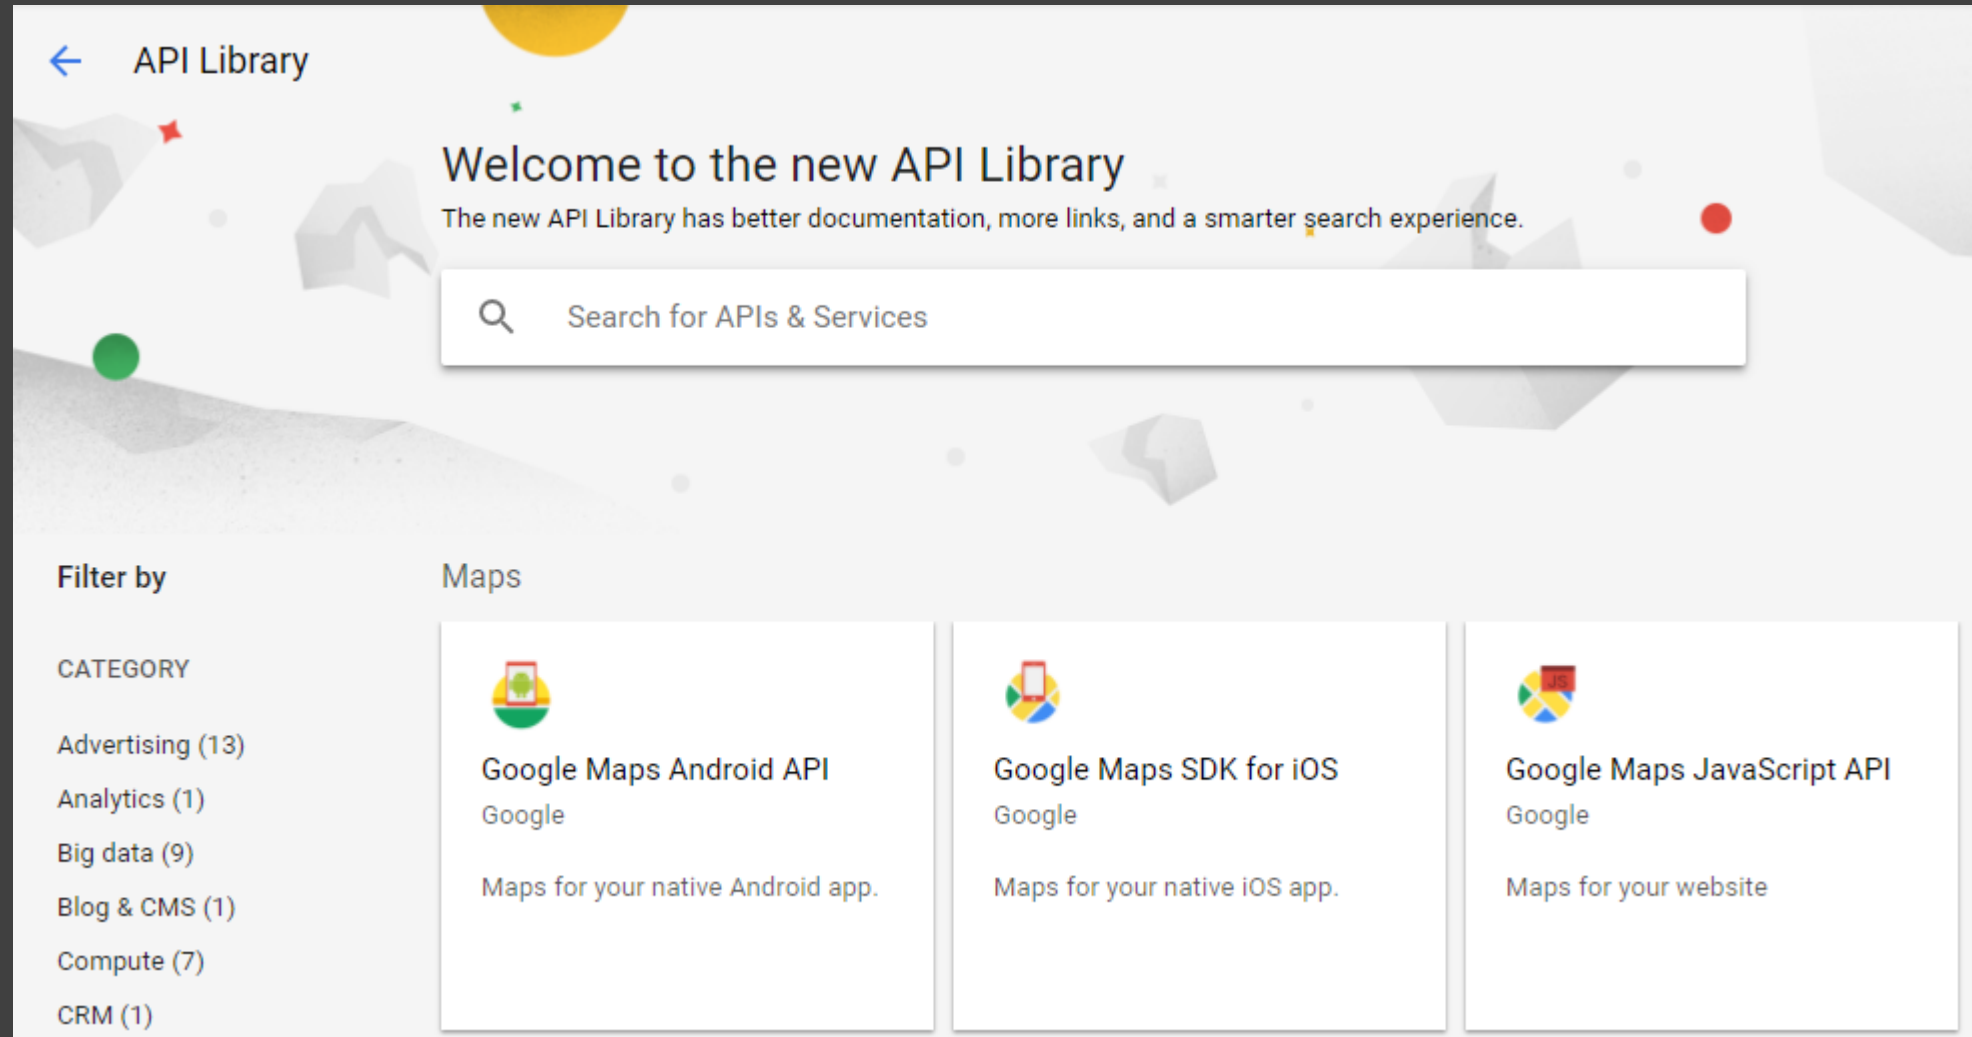 API Library
Welcome to the new API Library
The new API Library has better documentation, more links, and a smarter search experience.
Search for APIs & Services
Filter by
CATEGORY
Advertising (13)
Analytics (1)
Big data (9)
Blog & CMS (1)
Compute (7)
CRM (1)
Maps
Google Maps Android API
Google
Maps for your native Android app.
Google Maps SDK for iOS
Google
Maps for your native iOS app.
JS
Google Maps JavaScript API
Google
Maps for your website